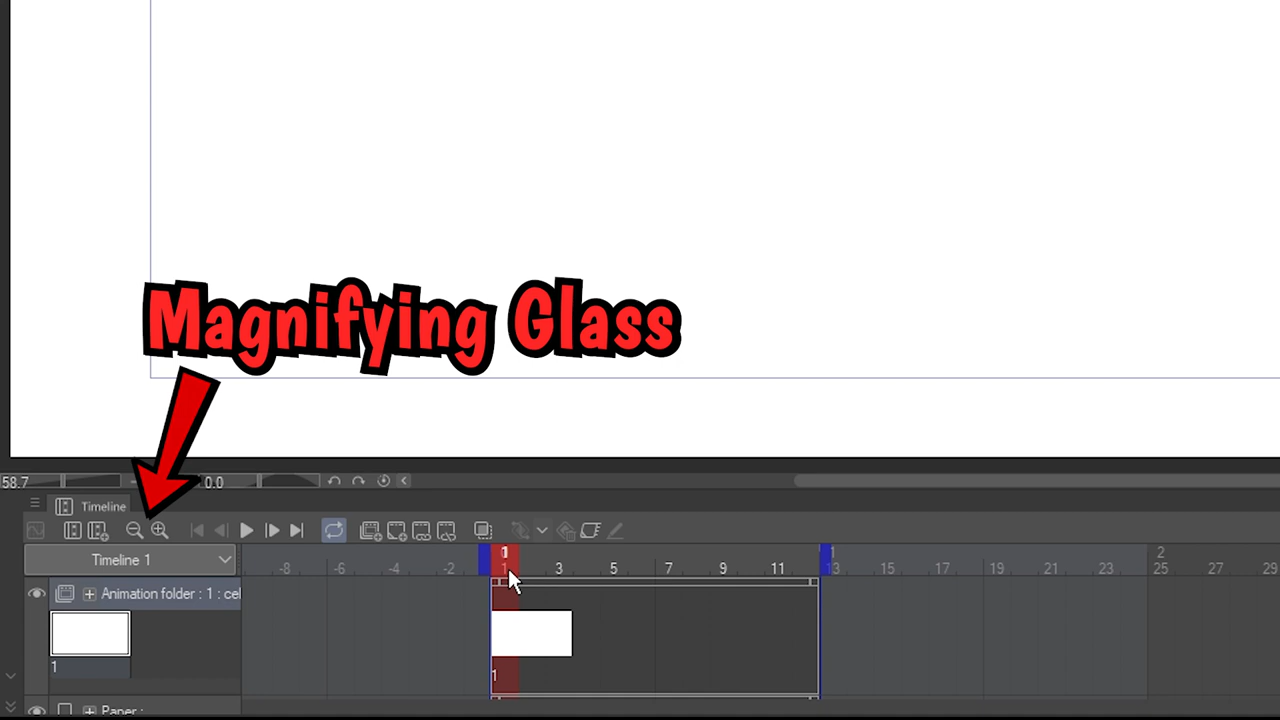 Magnifying Glass
58.7
0.0
Timeline
Timeline 1
1 1 2
-8 -6 -4 -2 1 3 5 7 9 11 13 15 17 19 21 23 25 27 29
Animation folder : 1 : cel
1
1
Paper :